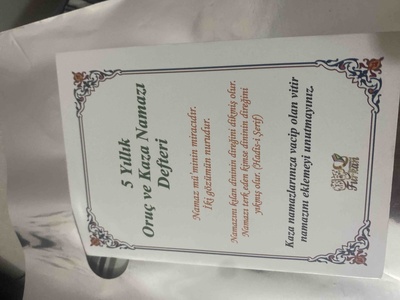 5 Yıllık
Oruç ve Kaza Namazı
Defteri
Namaz mü'minin miracıdır.
İki gözümün nurudur.
Namazını kılan dininin direğini dikmiş olur.
Namazı terk eden kimse dininin direğini
yıkmış olur. (Hadis-i Şerif)
Kaza namazlarınıza vacip olan vitir
namazını eklemeyi unutmayınız.
Furkan